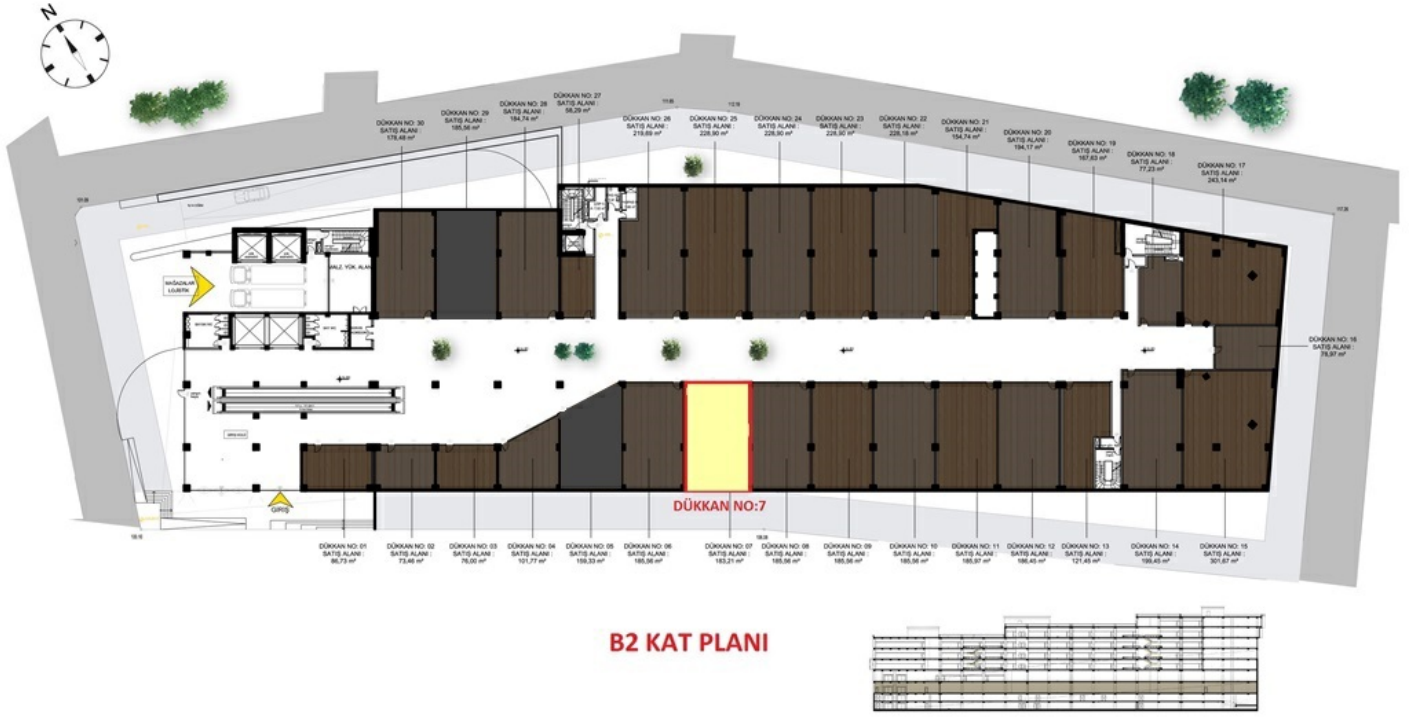 N
DÜKKAN NO: 27
SATIŞ ALANI :
58,29 m²
DÜKKAN NO: 28
SATIŞ ALANI :
184,74 m²
DÜKKAN NO: 29
SATIŞ ALANI :
185,56 m²
DÜKKAN NO: 30
SATIŞ ALANI :
178,48 m²
DÜKKAN NO: 26
SATIŞ ALANI :
219,69 m²
DÜKKAN NO: 25
SATIŞ ALANI :
228,90 m²
DÜKKAN NO: 24
SATIŞ ALANI :
228,90 m²
DÜKKAN NO: 23
SATIŞ ALANI :
228,90 m²
DÜKKAN NO: 22
SATIŞ ALANI :
228,18 m²
DÜKKAN NO: 21
SATIŞ ALANI :
154,74 m²
DÜKKAN NO: 20
SATIŞ ALANI :
194,17 m²
DÜKKAN NO: 19
SATIŞ ALANI :
167,63 m²
DÜKKAN NO: 18
SATIŞ ALANI :
77,23 m²
DÜKKAN NO: 17
SATIŞ ALANI :
243,14 m²
MALZ. YÜK. ALANI
MAĞAZALAR
LOJİSTİK
DÜKKAN NO: 16
SATIŞ ALANI :
78,97 m²
GİRİŞ
DÜKKAN NO:7
DÜKKAN NO: 01
SATIŞ ALANI :
86,73 m²
DÜKKAN NO: 02
SATIŞ ALANI :
73,46 m²
DÜKKAN NO: 03
SATIŞ ALANI :
76,00 m²
DÜKKAN NO: 04
SATIŞ ALANI :
101,77 m²
DÜKKAN NO: 05
SATIŞ ALANI :
159,33 m²
DÜKKAN NO: 06
SATIŞ ALANI :
185,56 m²
DÜKKAN NO: 07
SATIŞ ALANI :
183,21 m²
DÜKKAN NO: 08
SATIŞ ALANI :
185,56 m²
DÜKKAN NO: 09
SATIŞ ALANI :
185,56 m²
DÜKKAN NO: 10
SATIŞ ALANI :
185,56 m²
DÜKKAN NO: 11
SATIŞ ALANI :
185,97 m²
DÜKKAN NO: 12
SATIŞ ALANI :
186,45 m²
DÜKKAN NO: 13
SATIŞ ALANI :
121,45 m²
DÜKKAN NO: 14
SATIŞ ALANI :
199,45 m²
DÜKKAN NO: 15
SATIŞ ALANI :
301,67 m²
B2 KAT PLANI